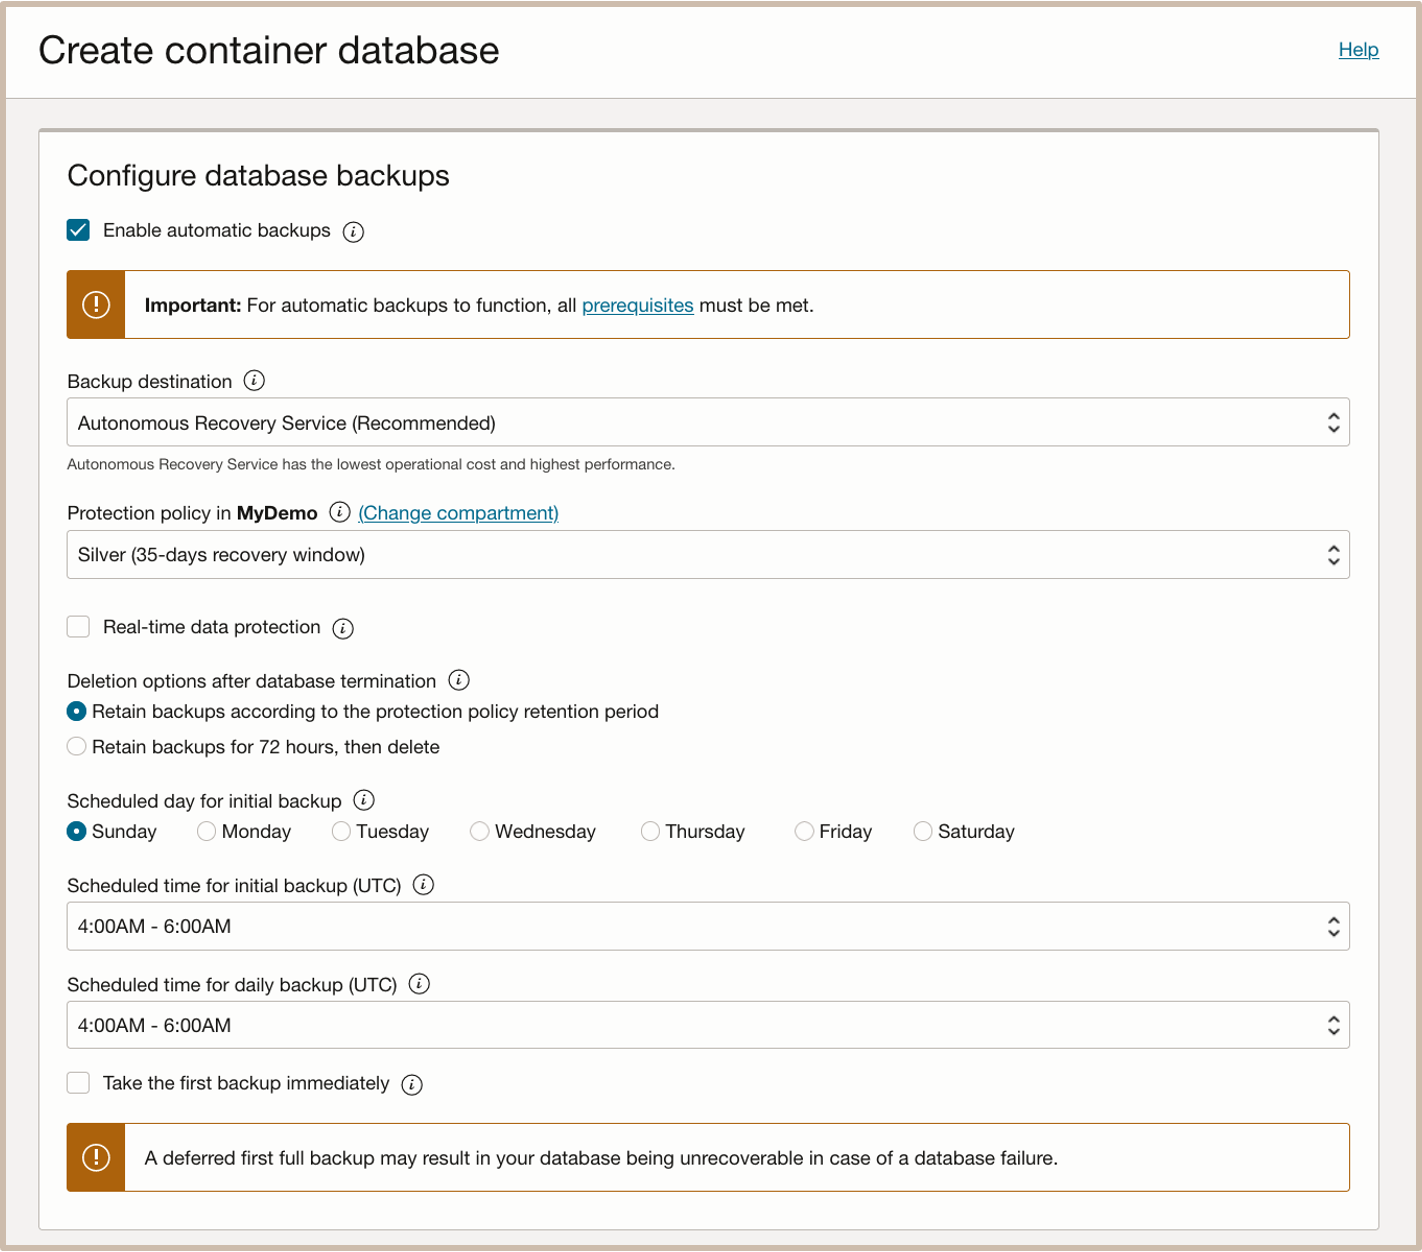 Create container database
Help
Configure database backups
Enable automatic backups
Important: For automatic backups to function, all prerequisites must be met.
Backup destination
Autonomous Recovery Service (Recommended)
Autonomous Recovery Service has the lowest operational cost and highest performance.
Protection policy in MyDemo (Change compartment)
Silver (35-days recovery window)
Real-time data protection
Deletion options after database termination
Retain backups according to the protection policy retention period
Retain backups for 72 hours, then delete
Scheduled day for initial backup
Sunday Monday Tuesday Wednesday Thursday Friday Saturday
Scheduled time for initial backup (UTC)
4:00AM - 6:00AM
Scheduled time for daily backup (UTC)
4:00AM - 6:00AM
Take the first backup immediately
A deferred first full backup may result in your database being unrecoverable in case of a database failure.